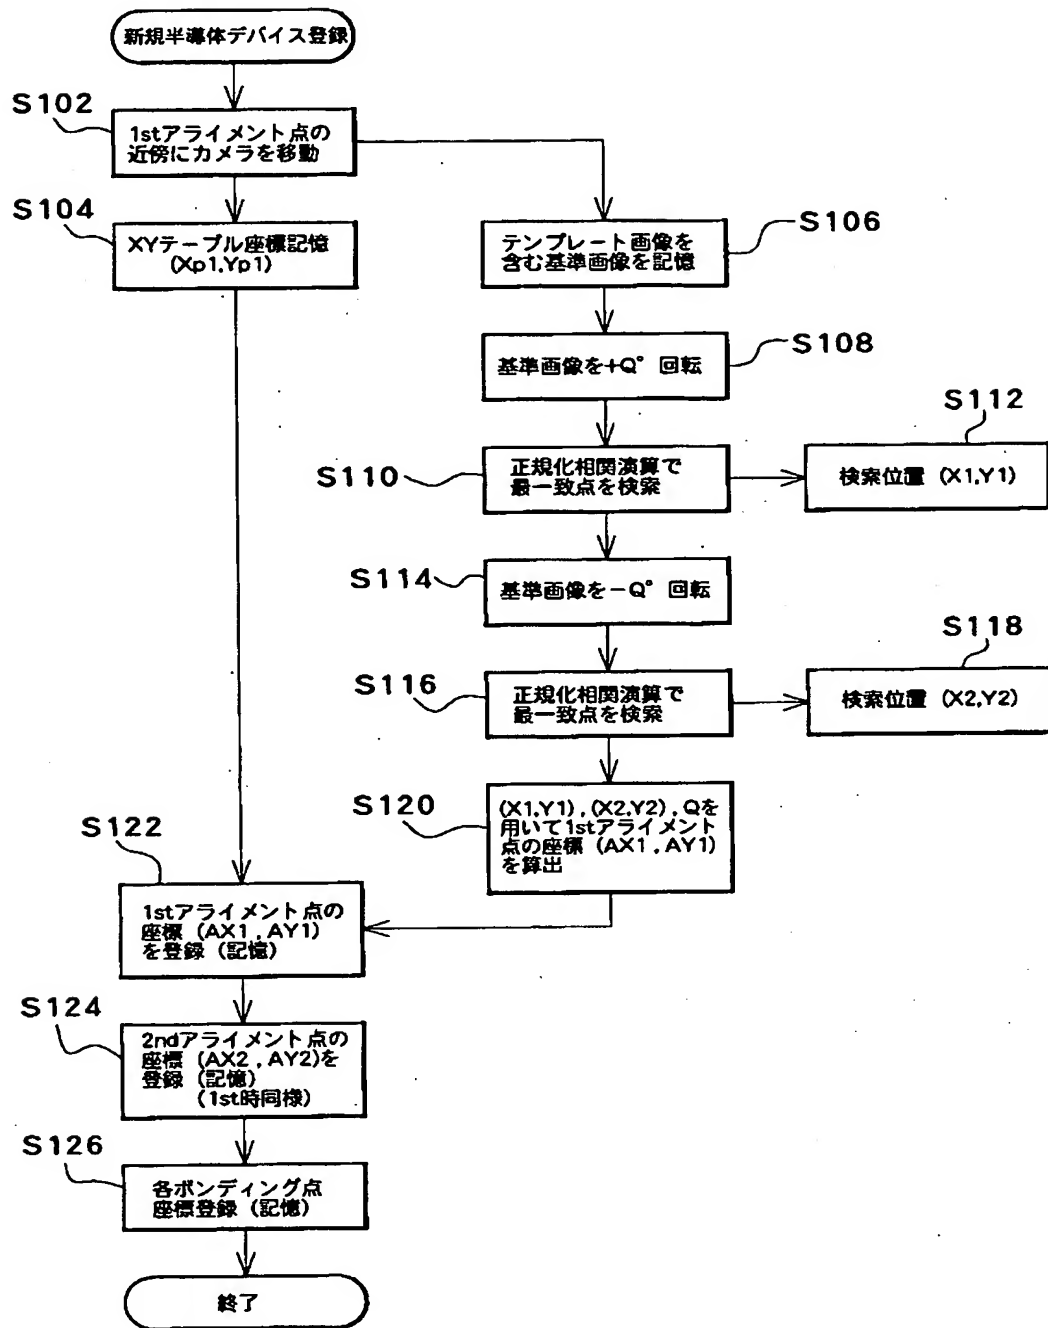 新規半導体デバイス登録
S102
1stアライメント点の
近傍にカメラを移動
S104
XYテーブル座標記憶
(Xp1,Yp1)
S106
テンプレート画像を
含む基準画像を記憶
S108
基準画像を+Q° 回転
S110
正規化相関演算で
最一致点を検索
S112
検索位置 (X1,Y1)
S114
基準画像を−Q° 回転
S116
正規化相関演算で
最一致点を検索
S118
検索位置 (X2,Y2)
S120
(X1,Y1) , (X2,Y2) , Qを
用いて1stアライメント
点の座標 (AX1 , AY1)
を算出
S122
1stアライメント点の
座標 (AX1 , AY1)
を登録 (記憶)
S124
2ndアライメント点の
座標 (AX2 , AY2)を
登録 (記憶)
(1st時同様)
S126
各ボンディング点
座標登録 (記憶)
終了